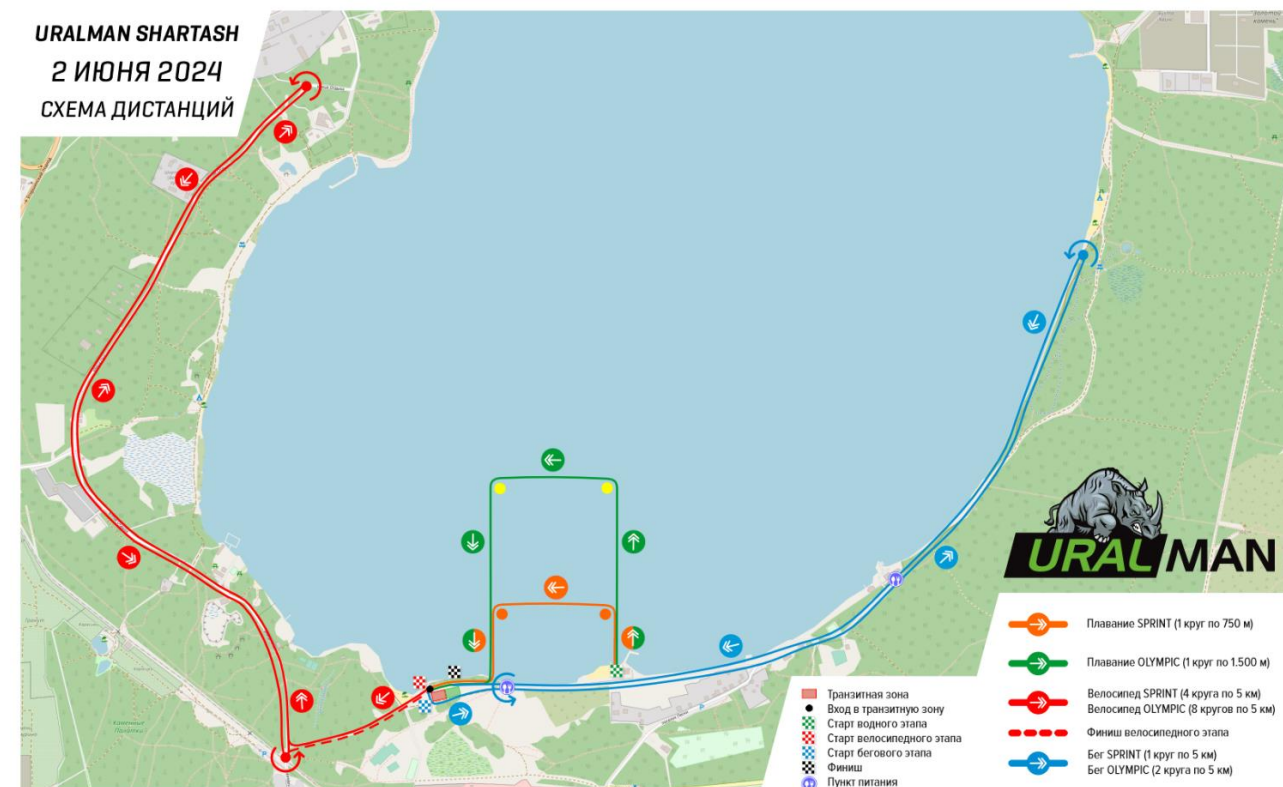 URALMAN SHARTASH
2 ИЮНЯ 2024
СХЕМА ДИСТАНЦИЙ
URALMAN
Плавание SPRINT (1 круг по 750 м)
Плавание OLYMPIC (1 круг по 1.500 м)
Велосипед SPRINT (4 круга по 5 км)
Велосипед OLYMPIC (8 кругов по 5 км)
Финиш велосипедного этапа
Бег SPRINT (1 круг по 5 км)
Бег OLYMPIC (2 круга по 5 км)
Транзитная зона
Вход в транзитную зону
Старт водного этапа
Старт велосипедного этапа
Старт бегового этапа
Финиш
Пункт питания
Каменные
Палатки